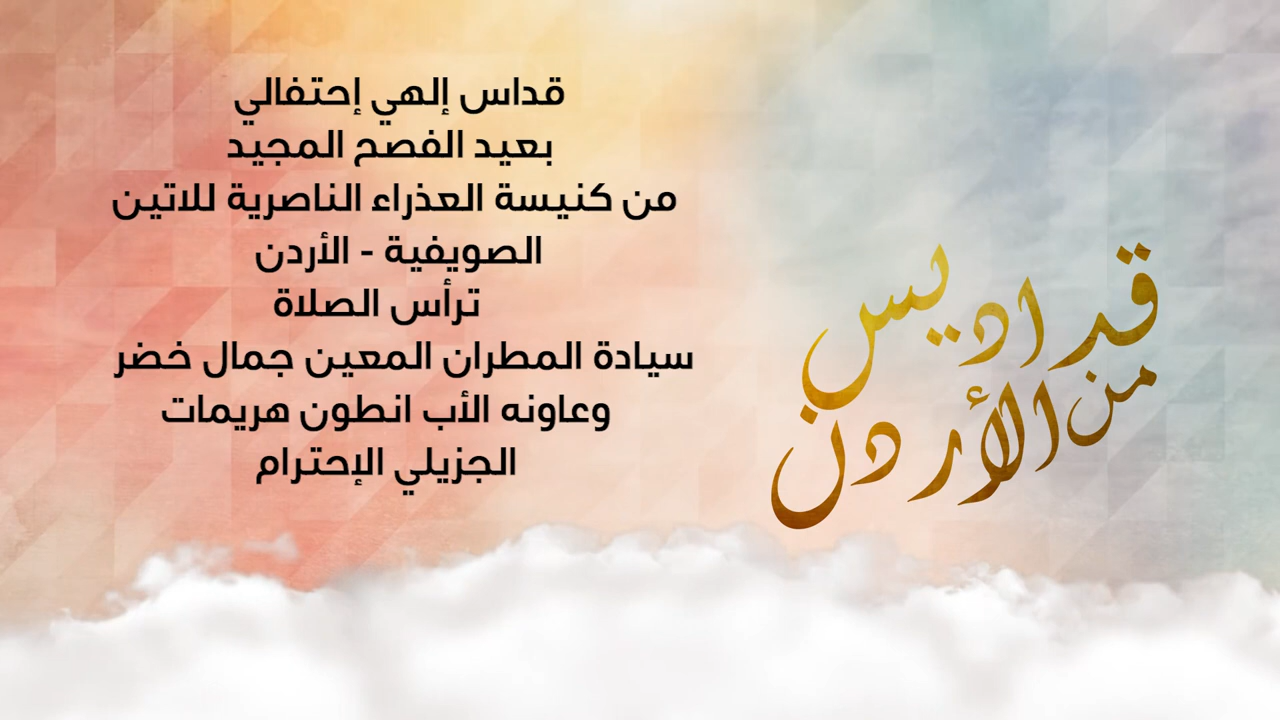 قداس إلهي إحتفالي
بعيد الفصح المجيد
من كنيسة العذراء الناصرية للاتين
الصويفية - الأردن
ترأس الصلاة
سيادة المطران المعين جمال خضر
وعاونه الأب انطون هريمات
الجزيلي الإحترام
قداديس
من الأردن